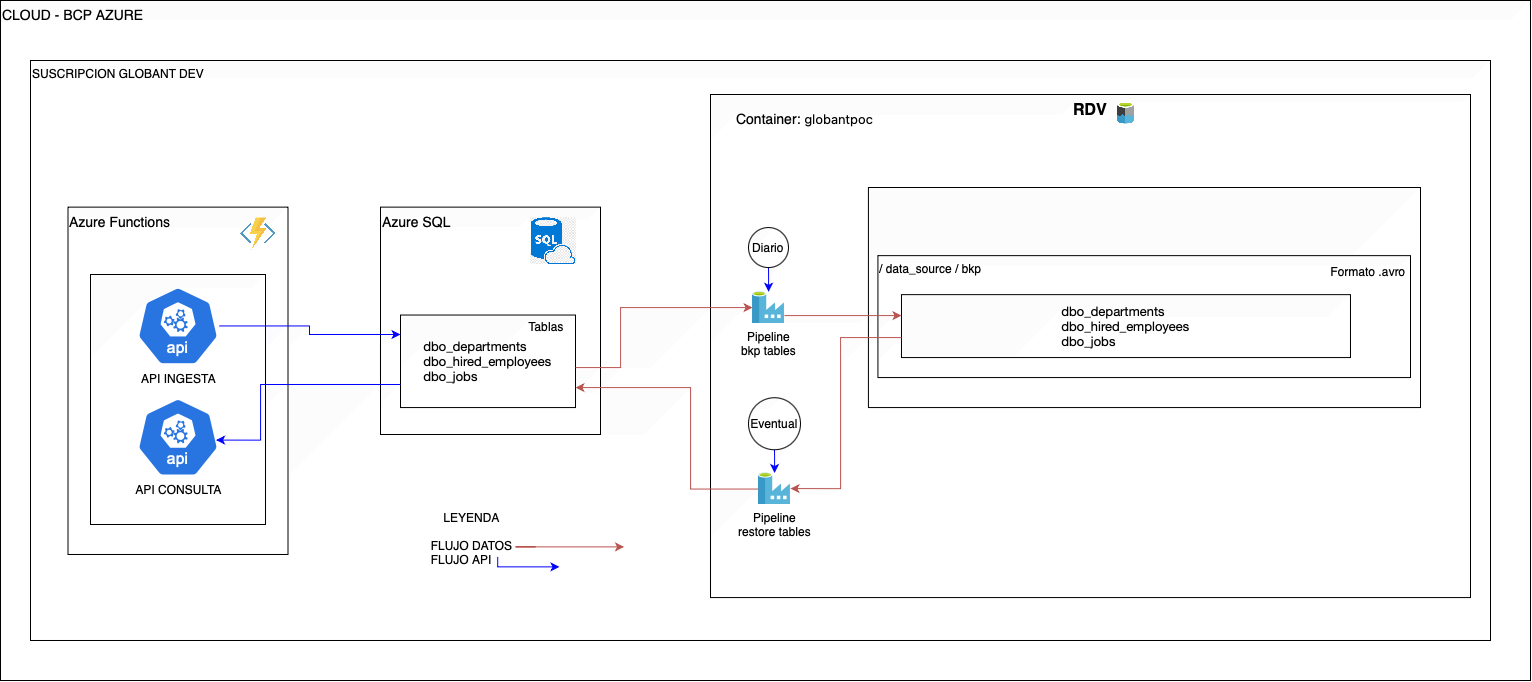 CLOUD - BCP AZURE
SUSCRIPCION GLOBANT DEV
Azure Functions
api
API INGESTA
api
API CONSULTA
Azure SQL
SQL
Tablas
dbo_departments
dbo_hired_employees
dbo_jobs
LEYENDA
FLUJO DATOS
FLUJO API
Container: globantpoc
RDV
Diario
Pipeline
bkp tables
Eventual
Pipeline
restore tables
/ data_source / bkp
Formato .avro
dbo_departments
dbo_hired_employees
dbo_jobs